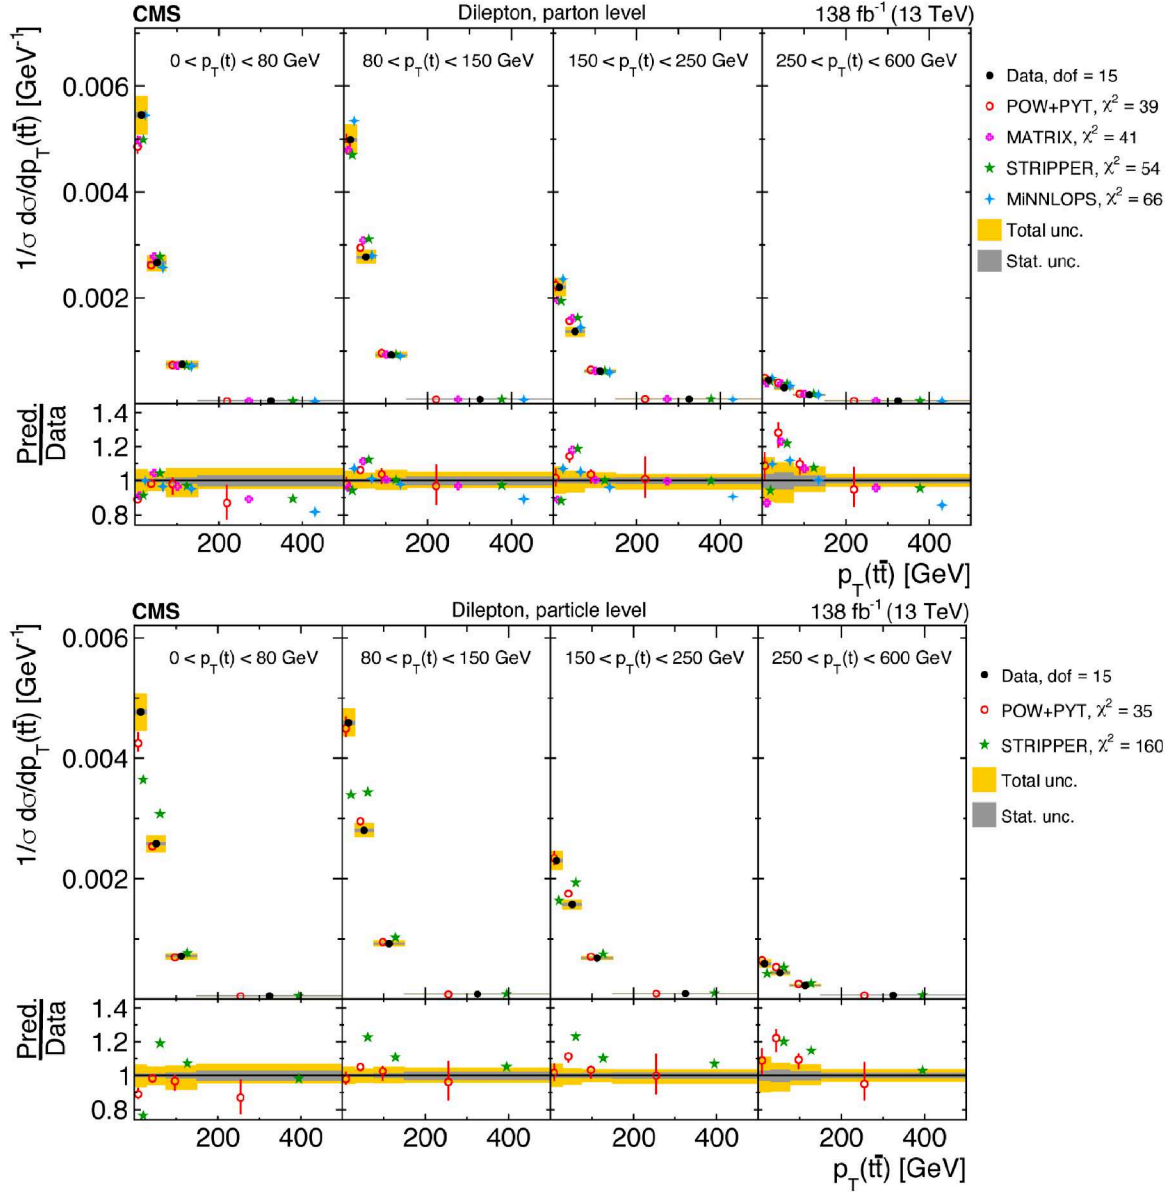 CMS Dilepton, parton level 138 fb⁻¹ (13 TeV)
1/σ dσ/dp_T(tt̄) [GeV⁻¹]
0 < p_T(t) < 80 GeV 80 < p_T(t) < 150 GeV 150 < p_T(t) < 250 GeV 250 < p_T(t) < 600 GeV
0.006
0.004
0.002
Data, dof = 15
POW+PYT, χ² = 39
MATRIX, χ² = 41
STRIPPER, χ² = 54
MiNNLOPS, χ² = 66
Total unc.
Stat. unc.
Pred.
Data
1.4
1.2
1
0.8
200 400 200 400 200 400 200 400
p_T(tt̄) [GeV]
CMS Dilepton, particle level 138 fb⁻¹ (13 TeV)
1/σ dσ/dp_T(tt̄) [GeV⁻¹]
0 < p_T(t) < 80 GeV 80 < p_T(t) < 150 GeV 150 < p_T(t) < 250 GeV 250 < p_T(t) < 600 GeV
0.006
0.004
0.002
Data, dof = 15
POW+PYT, χ² = 35
STRIPPER, χ² = 160
Total unc.
Stat. unc.
Pred.
Data
1.4
1.2
1
0.8
200 400 200 400 200 400 200 400
p_T(tt̄) [GeV]